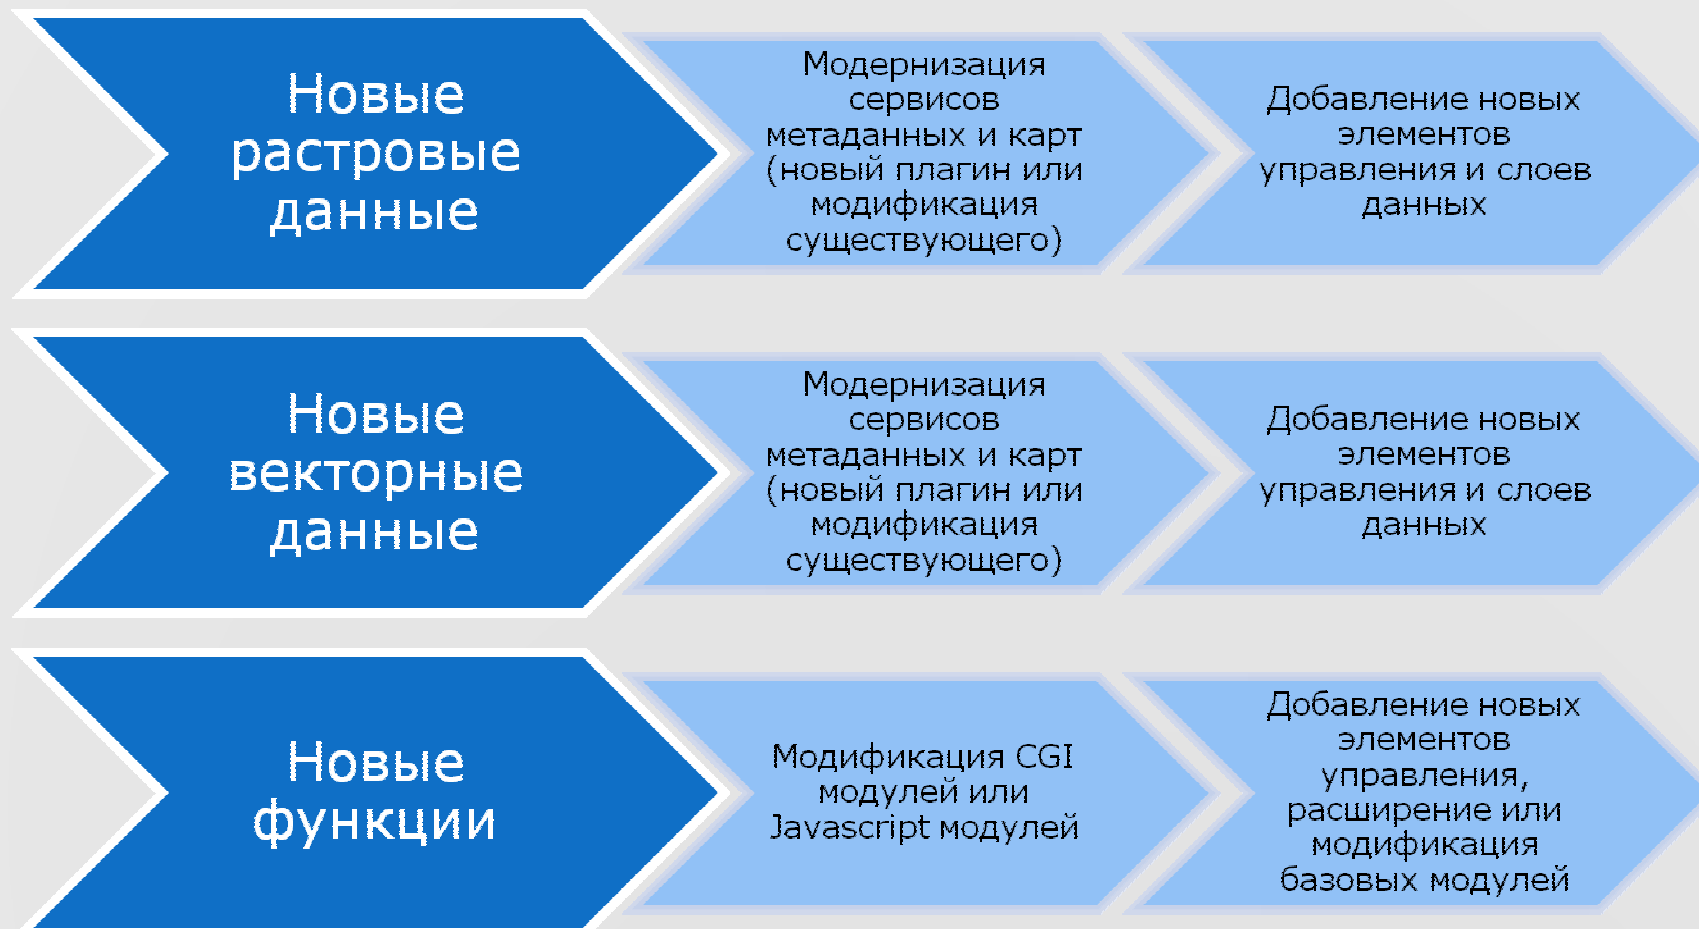 Новые
растровые
данные
Модернизация
сервисов
метаданных и карт
(новый плагин или
модификация
существующего)
Добавление новых
элементов
управления и слоев
данных
Новые
векторные
данные
Модернизация
сервисов
метаданных и карт
(новый плагин или
модификация
существующего)
Добавление новых
элементов
управления и слоев
данных
Новые
функции
Модификация CGI
модулей или
Javascript модулей
Добавление новых
элементов
управления,
расширение или
модификация
базовых модулей